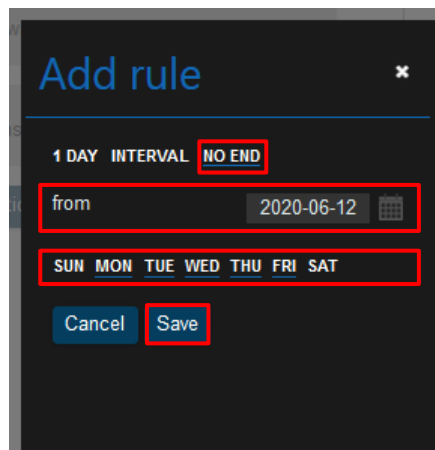 Add rule ×
1 DAY INTERVAL NO END
from 2020-06-12
SUN MON TUE WED THU FRI SAT
Cancel Save